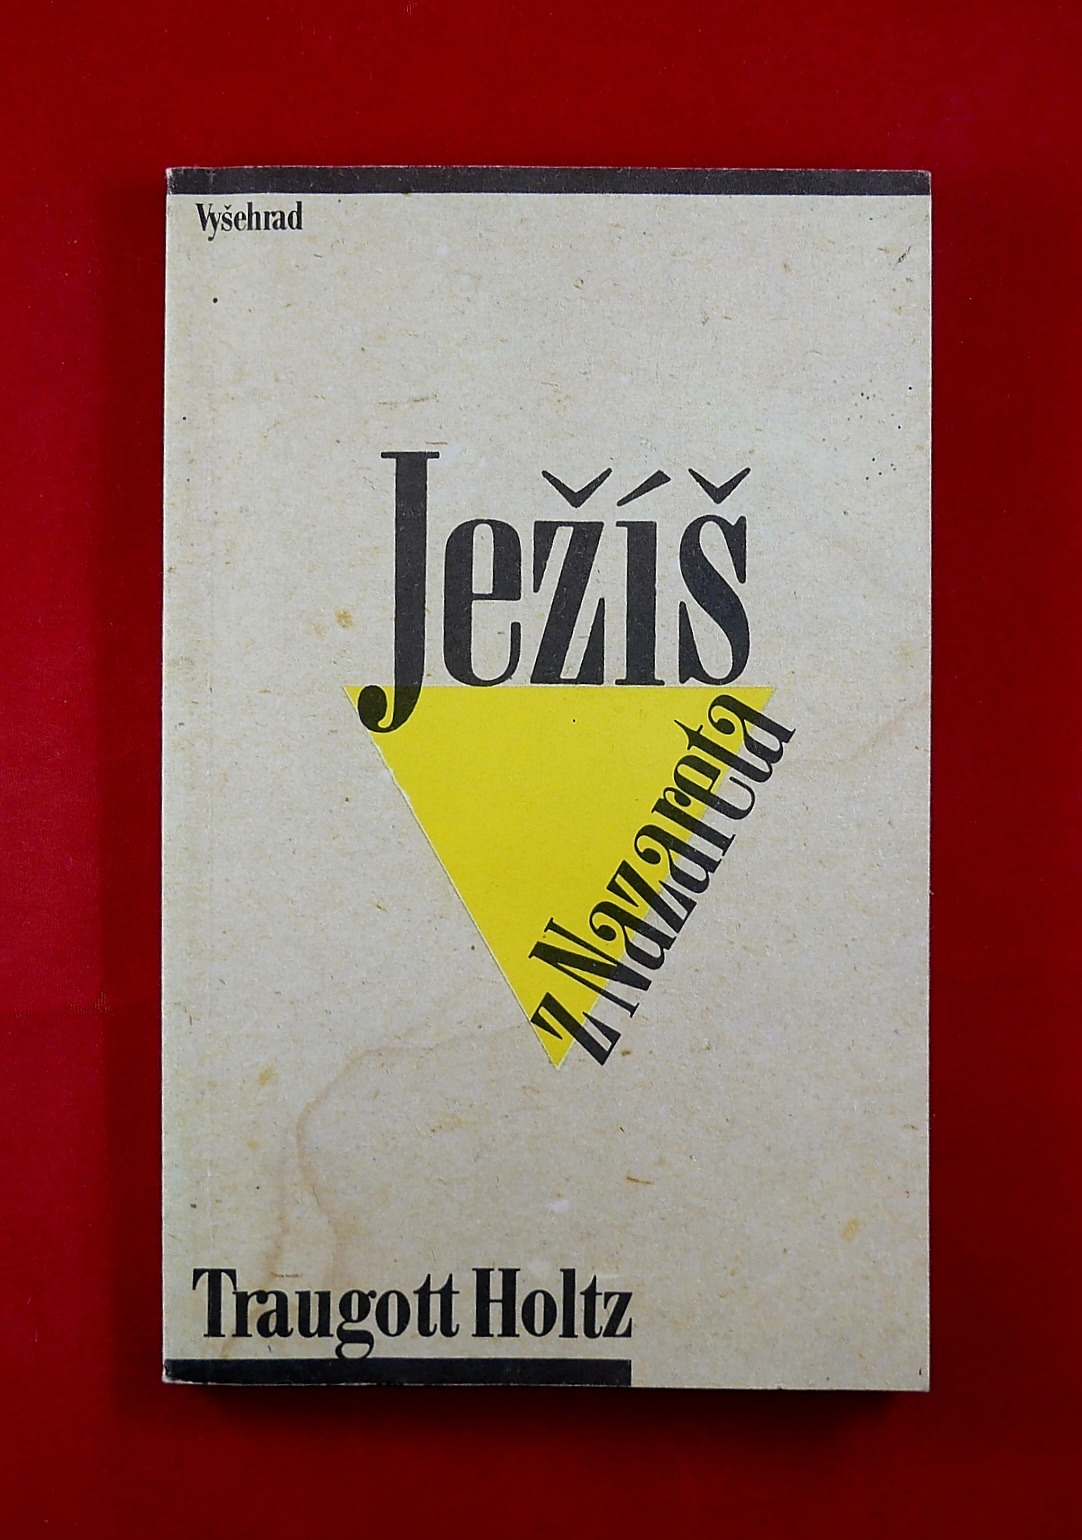 Vyšehrad
Ježíš
z Nazareta
Traugott Holtz